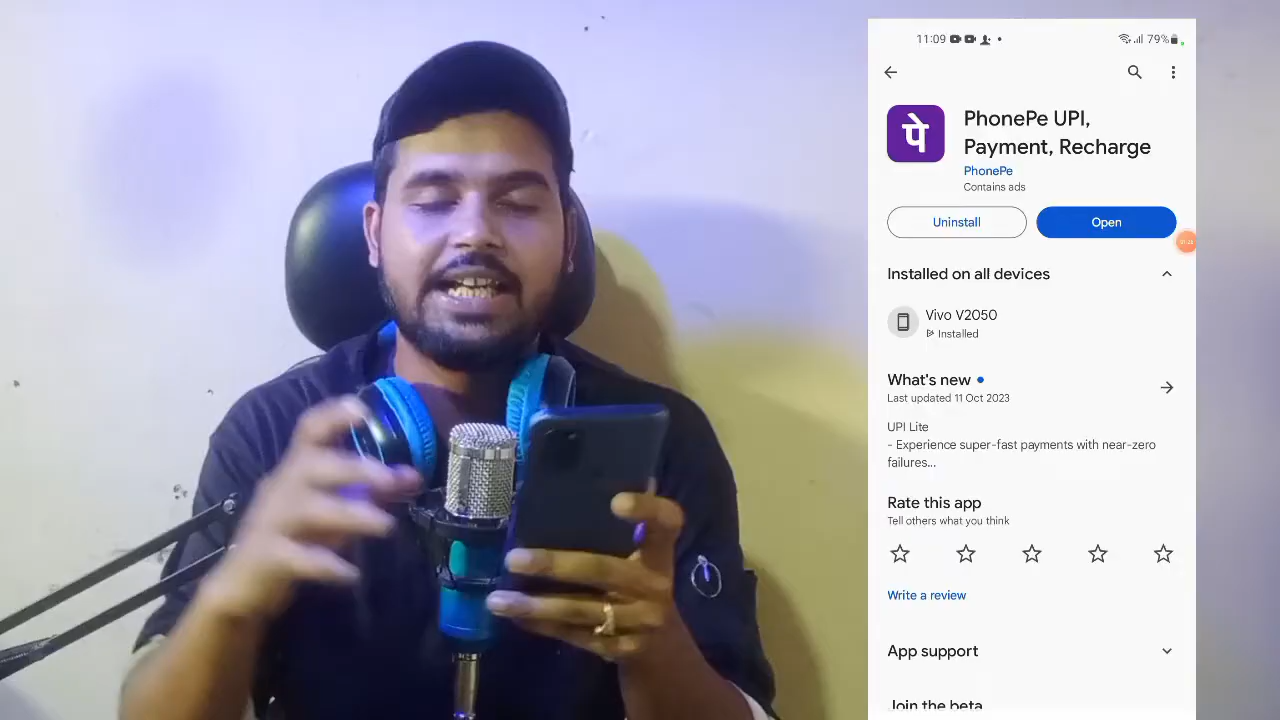 11:09
79%
पे
PhonePe UPI,
Payment, Recharge
PhonePe
Contains ads
Uninstall
Open
Installed on all devices
Vivo V2050
Installed
What's new
Last updated 11 Oct 2023
UPI Lite
- Experience super-fast payments with near-zero
failures...
Rate this app
Tell others what you think
Write a review
App support
Join the beta